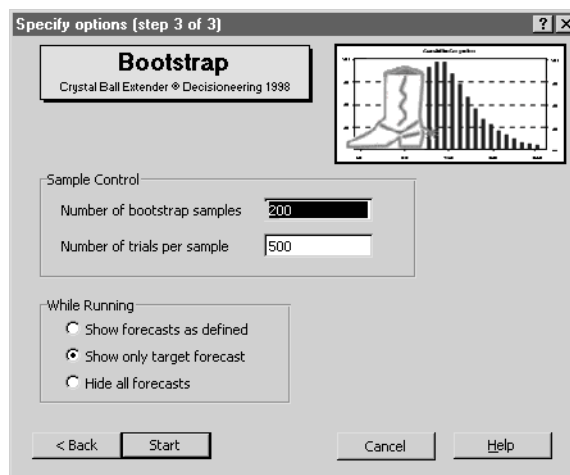 Specify options (step 3 of 3)
Bootstrap
Crystal Ball Extender ® Decisioneering 1998
Sample Control
Number of bootstrap samples 200
Number of trials per sample 500
While Running
Show forecasts as defined
Show only target forecast
Hide all forecasts
< Back Start Cancel Help